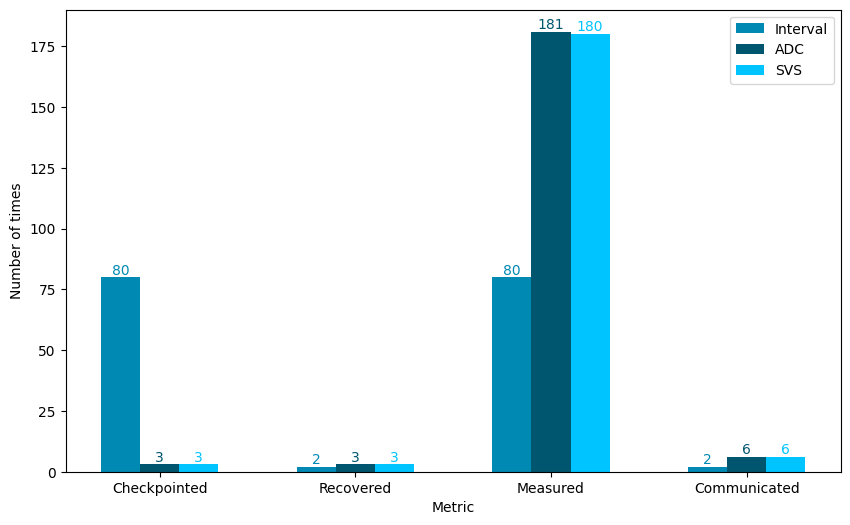 Interval
ADC
SVS
Number of times
175
150
125
100
75
50
25
0
80
3
3
2
3
3
80
181
180
2
6
6
Checkpointed
Recovered
Measured
Communicated
Metric